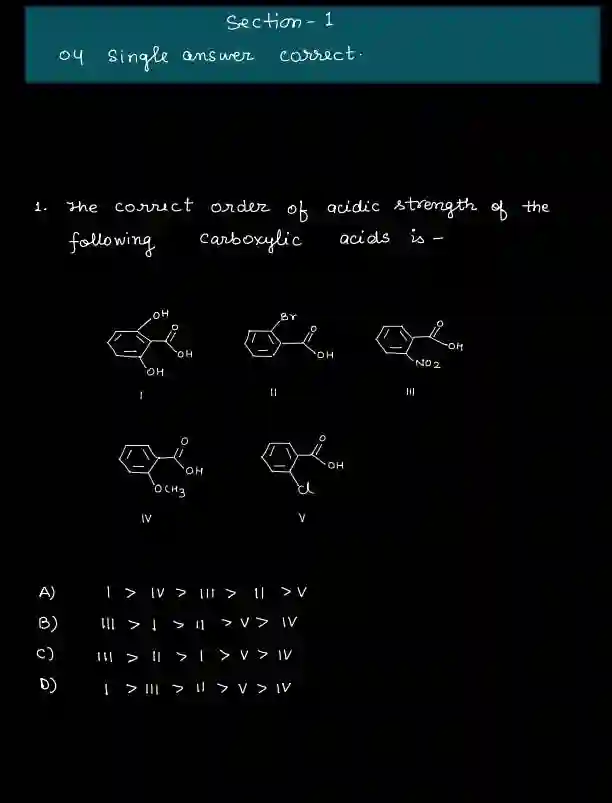 Section - 1
04 Single answer correct.
1. The correct order of acidic strength of the
following carboxylic acids is -
OH
O
OH
OH
I
Br
O
OH
II
O
OH
NO2
III
O
OH
OCH3
IV
O
OH
Cl
V
A) I > IV > III > II > V
B) III > I > II > V > IV
C) III > II > I > V > IV
D) I > III > II > V > IV